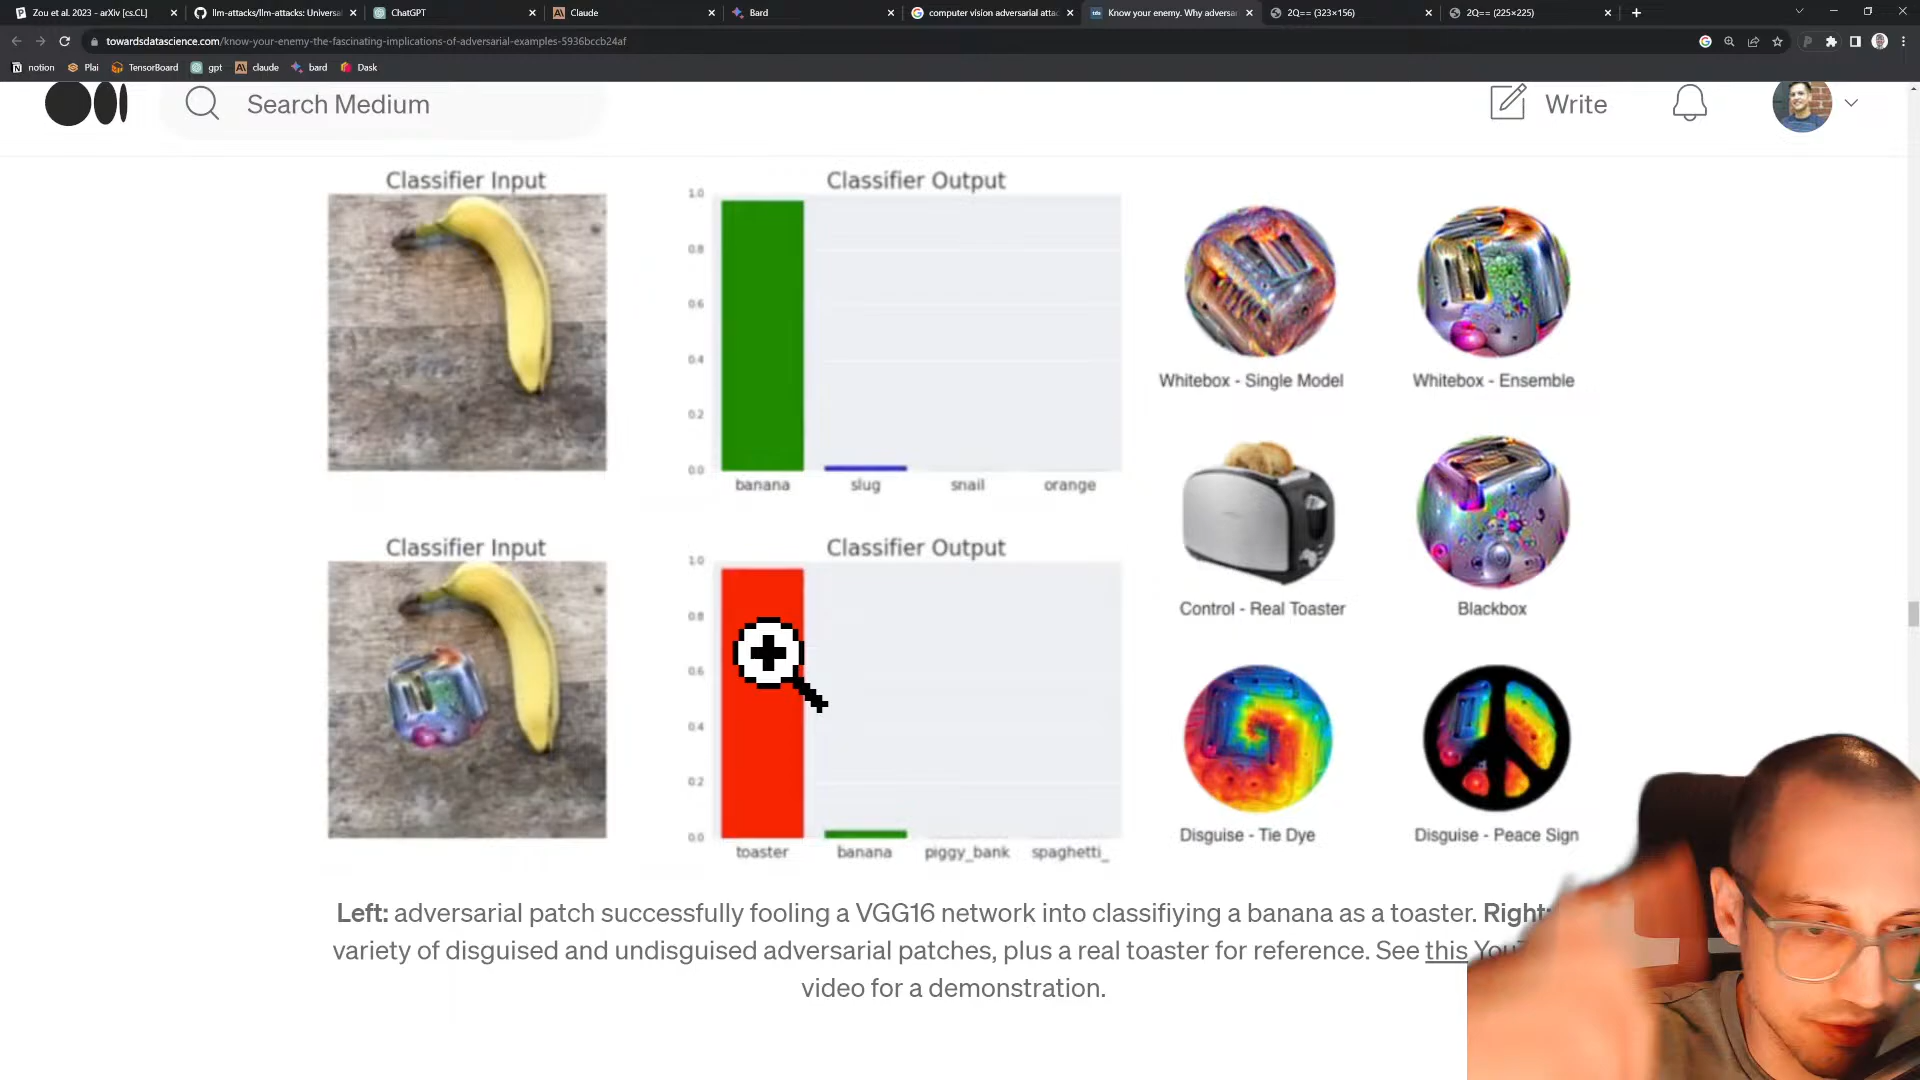 Zou et al. 2023 - arXiv [cs.CL]
llm-attacks/llm-attacks: Universa
ChatGPT
Claude
Bard
computer vision adversarial atta
Know your enemy. Why adversa
2Q== (323×156)
2Q== (225×225)
towardsdatascience.com/know-your-enemy-the-fascinating-implications-of-adversarial-examples-5936bccb24af
notion
Plai
TensorBoard
gpt
claude
bard
Dask
Search Medium
Write
Classifier Input
Classifier Output
1.0
0.8
0.6
0.4
0.2
0.0
banana
slug
snail
orange
Whitebox - Single Model
Whitebox - Ensemble
Control - Real Toaster
Blackbox
Classifier Input
Classifier Output
1.0
0.8
0.6
0.4
0.2
0.0
toaster
banana
piggy_bank
spaghetti_
Disguise - Tie Dye
Disguise - Peace Sign
Left: adversarial patch successfully fooling a VGG16 network into classifiying a banana as a toaster. Right:
variety of disguised and undisguised adversarial patches, plus a real toaster for reference. See this YouT
video for a demonstration.